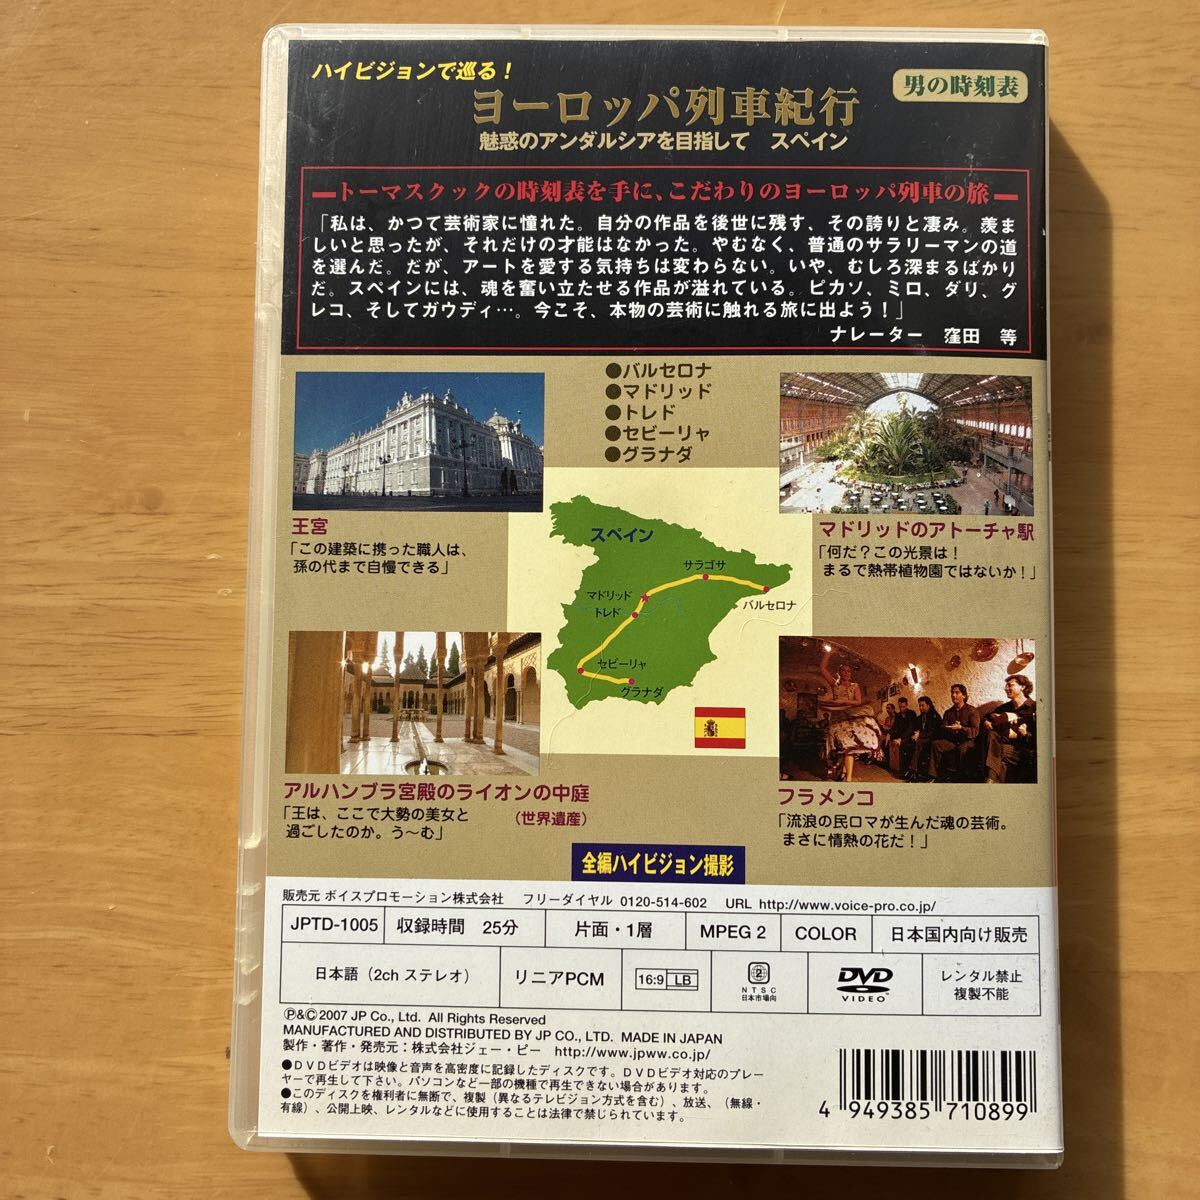 ハイビジョンで巡る!
男の時刻表
ヨーロッパ列車紀行
魅惑のアンダルシアを目指して スペイン
トーマスクックの時刻表を手に、こだわりのヨーロッパ列車の旅
「私は、かつて芸術家に憧れた。自分の作品を後世に残す、その誇りと凄み。羨ま
しいと思ったが、それだけの才能はなかった。やむなく、普通のサラリーマンの道
を選んだ。だが、アートを愛する気持ちは変わらない。いや、むしろ深まるばかり
だ。スペインには、魂を奮い立たせる作品が溢れている。ピカソ、ミロ、ダリ、グ
レコ、そしてガウディ…。今こそ、本物の芸術に触れる旅に出よう!」
ナレーター 窪田 等
●バルセロナ
●マドリッド
●トレド
●セビーリャ
●グラナダ
王宮
「この建築に携った職人は、
孫の代まで自慢できる」
マドリッドのアトーチャ駅
「何だ?この光景は!
まるで熱帯植物園ではないか!」
スペイン
サラゴサ
マドリッド
トレド
バルセロナ
セビーリャ
グラナダ
アルハンブラ宮殿のライオンの中庭
(世界遺産)
「王は、ここで大勢の美女と
過ごしたのか。う〜む」
フラメンコ
「流浪の民ロマが生んだ魂の芸術。
まさに情熱の花だ!」
全編ハイビジョン撮影
販売元 ボイスプロモーション株式会社 フリーダイヤル 0120-514-602 URL http://www.voice-pro.co.jp/
JPTD-1005 収録時間 25分 片面・1層 MPEG 2 COLOR 日本国内向け販売
日本語(2ch ステレオ) リニアPCM 16:9 LB 2 NTSC 日本市場向 DVD VIDEO レンタル禁止 複製不能
Ⓟ&Ⓒ2007 JP Co., Ltd. All Rights Reserved
MANUFACTURED AND DISTRIBUTED BY JP CO., LTD. MADE IN JAPAN
製作・著作・発売元:株式会社ジェー・ピー http://www.jpww.co.jp/
●DVDビデオは映像と音声を高密度に記録したディスクです。DVDビデオ対応のプレー
ヤーで再生して下さい。パソコンなど一部の機種で再生できない場合があります。
●このディスクを権利者に無断で、複製(異なるテレビジョン方式を含む)、放送、(無線・
有線)、公開上映、レンタルなどに使用することは法律で禁じられています。
4 949385 710899